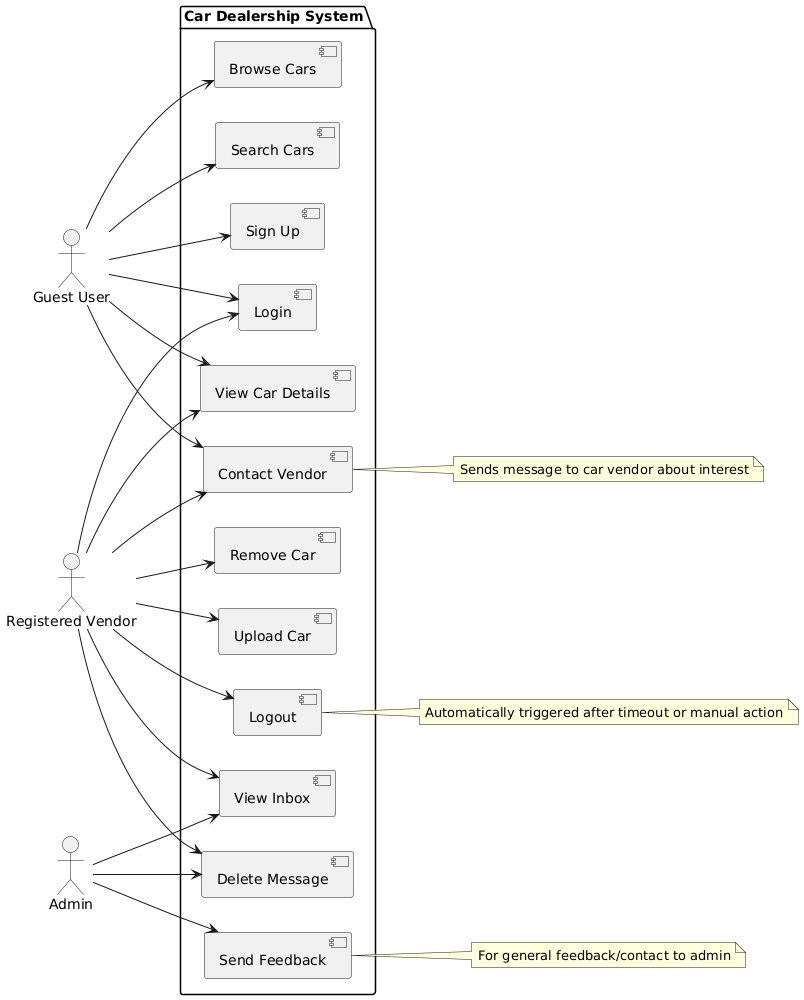 Car Dealership System
Browse Cars
Search Cars
Sign Up
Guest User
Login
View Car Details
Contact Vendor
Sends message to car vendor about interest
Remove Car
Registered Vendor
Upload Car
Logout
Automatically triggered after timeout or manual action
View Inbox
Delete Message
Admin
Send Feedback
For general feedback/contact to admin